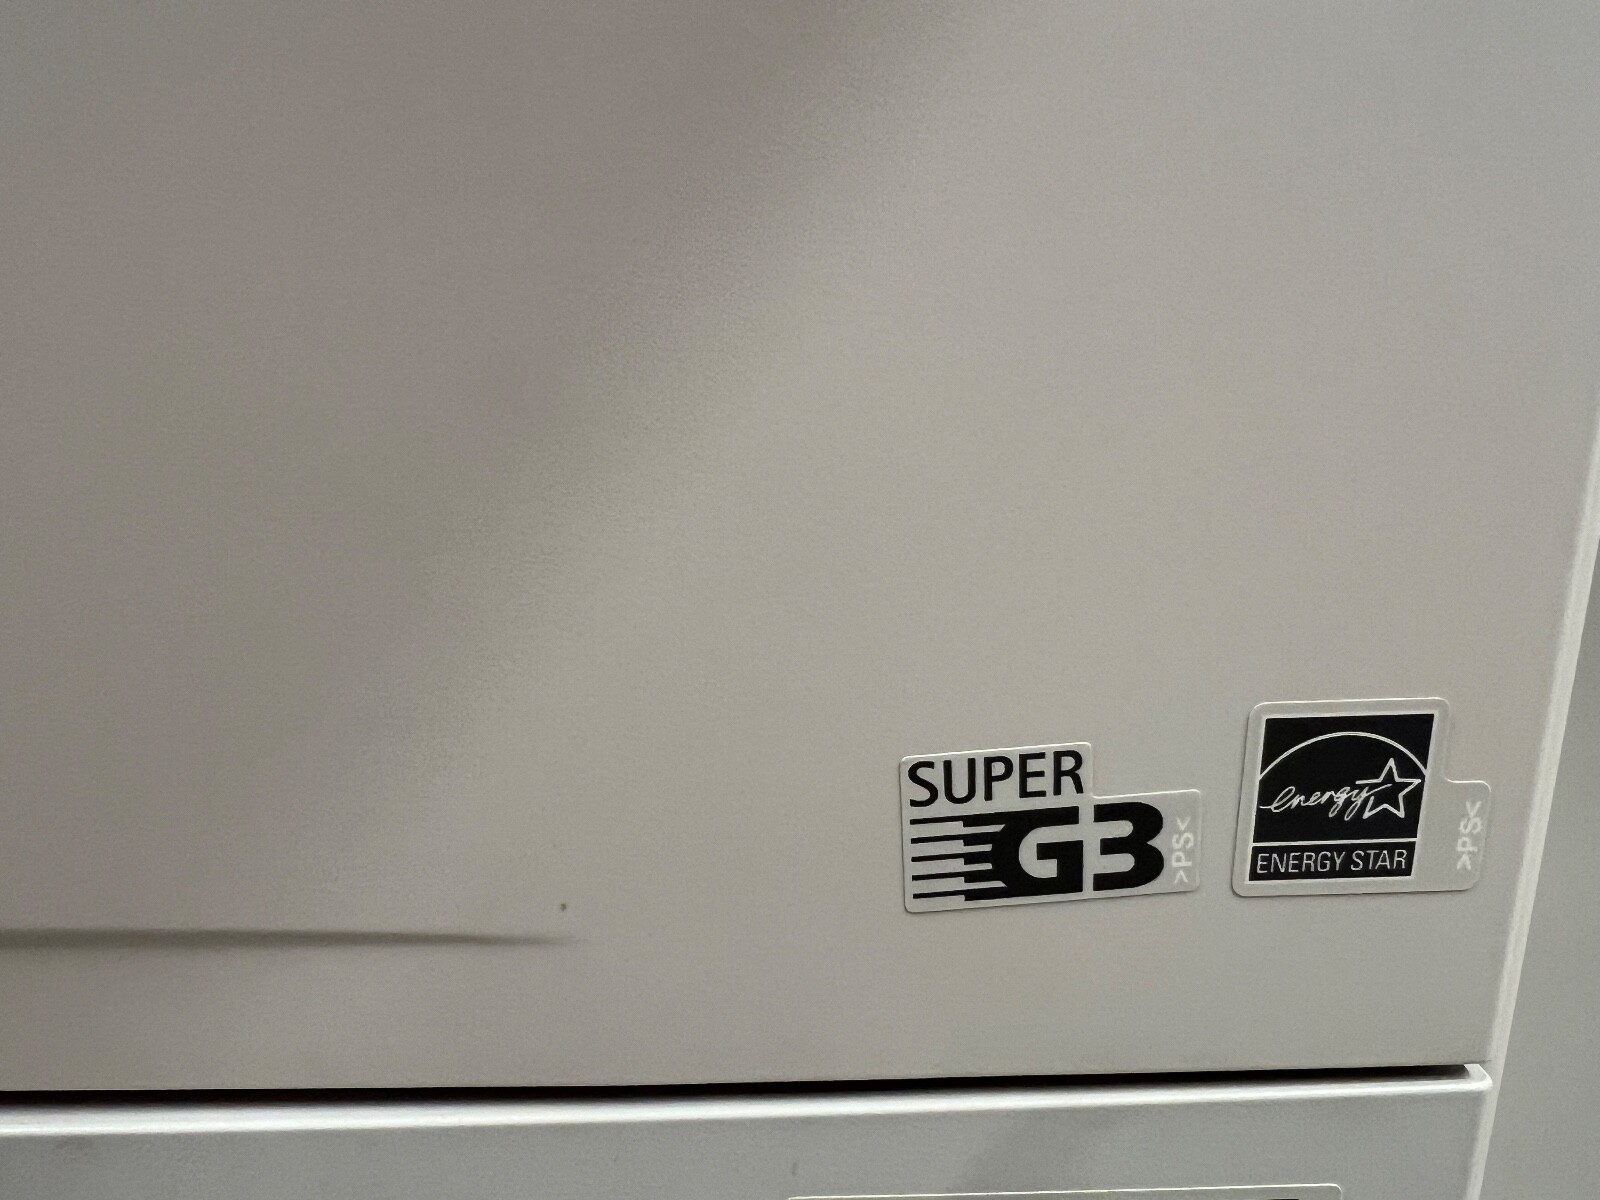 SUPER
G3
>PS<
energy
ENERGY STAR
>PS<